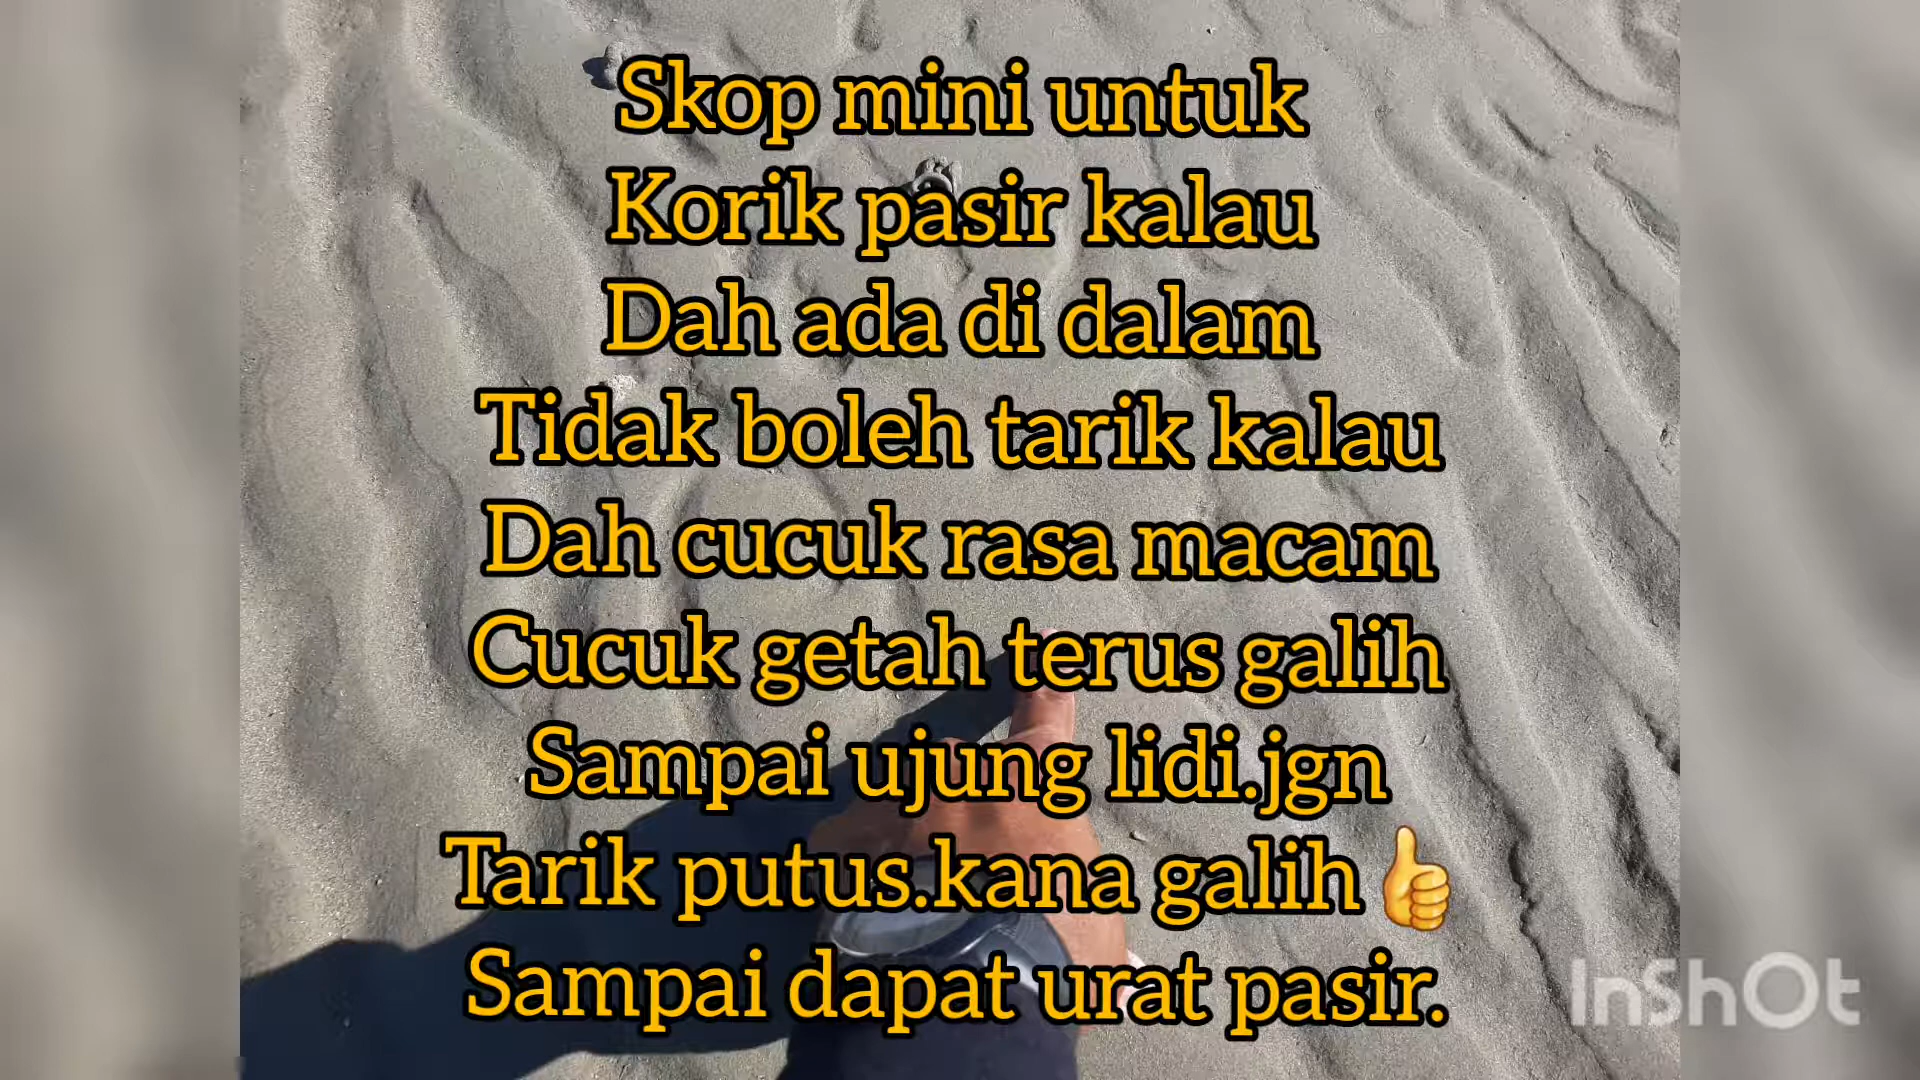 Skop mini untuk
Korik pasir kalau
Dah ada di dalam
Tidak boleh tarik kalau
Dah cucuk rasa macam
Cucuk getah terus galih
Sampai ujung lidi.jgn
Tarik putus.kana galih👍
Sampai dapat urat pasir.
InShOt